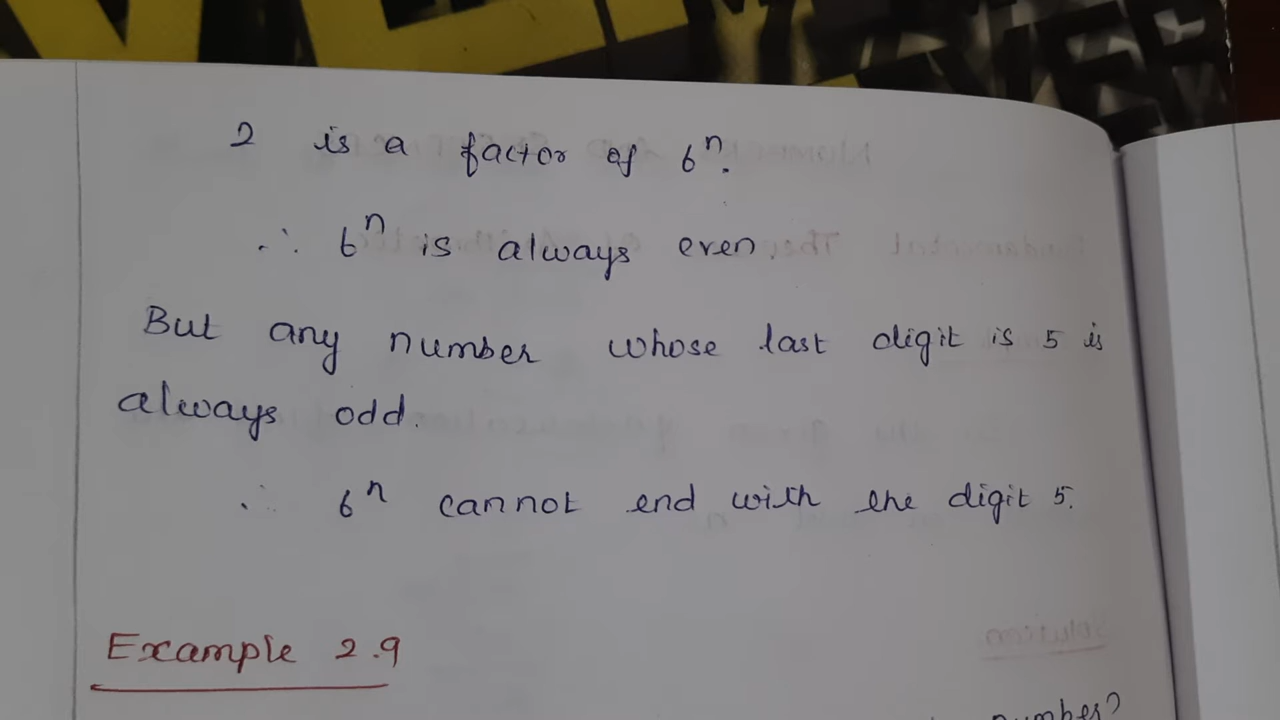 2 is a factor of 6ⁿ.
∴ 6ⁿ is always even.
But any number whose last digit is 5 is
always odd.
∴ 6ⁿ cannot end with the digit 5.
Example 2.9
number?